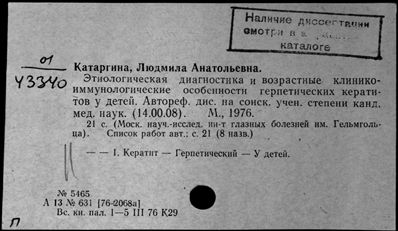 Наличие диссертации
смотри в
каталоге
01
43340
Катаргина, Людмила Анатольевна.
Этиологическая диагностика и возрастные клинико-
иммунологические особенности герпетических керати-
тов у детей. Автореф. дис. на соиск. учен. степени канд.
мед. наук. (14.00.08). М., 1976.
21 с. (Моск. науч.-исслед. ин-т глазных болезней им. Гельмголь-
ца). Список работ авт.: с. 21 (8 назв.)
— — 1. Кератит — Герпетический — У детей.
№ 5465
А 13 № 631 [76-2068а]
Вс. кн. пал. 1—5 III 76 К29
П